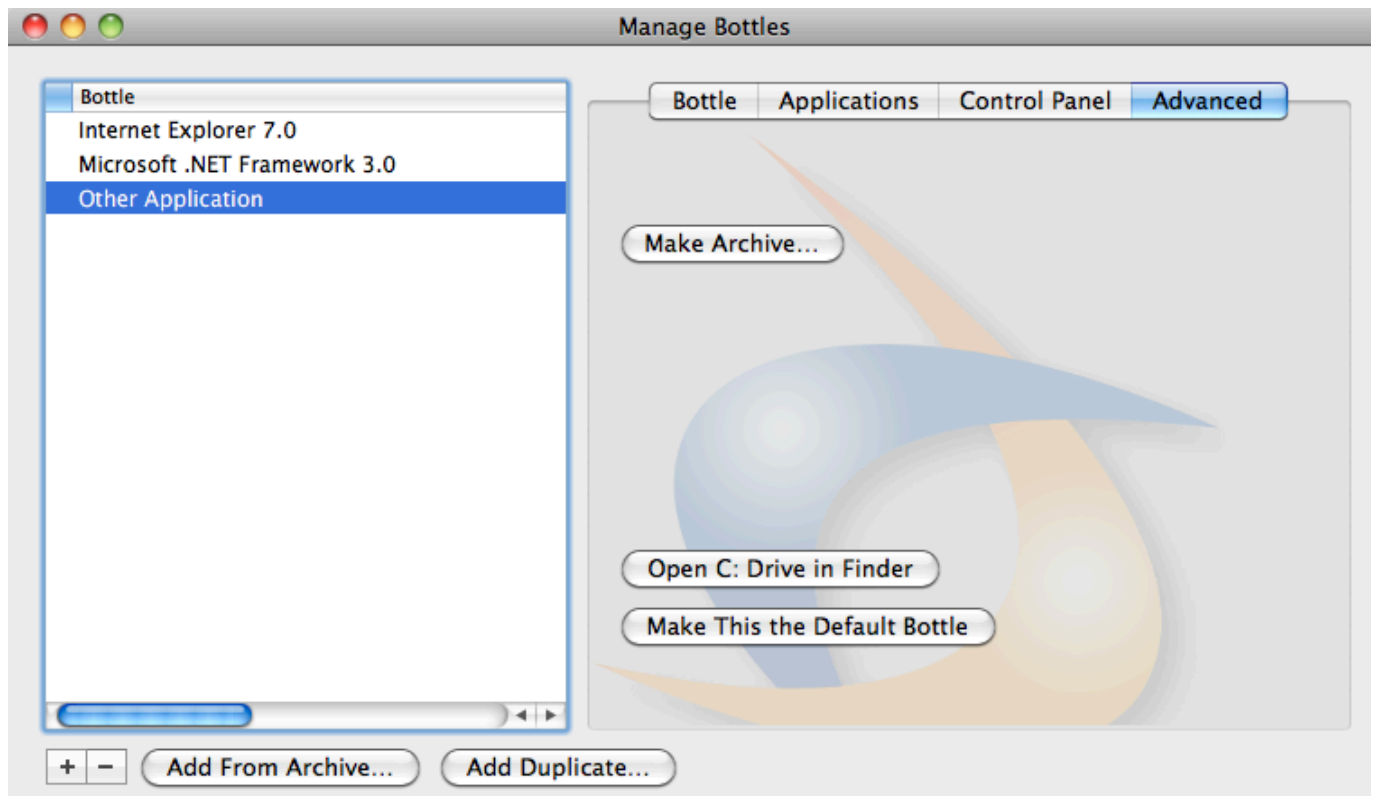 Manage Bottles
Bottle
Internet Explorer 7.0
Microsoft .NET Framework 3.0
Other Application
Bottle Applications Control Panel Advanced
Make Archive...
Open C: Drive in Finder
Make This the Default Bottle
+ − Add From Archive... Add Duplicate...